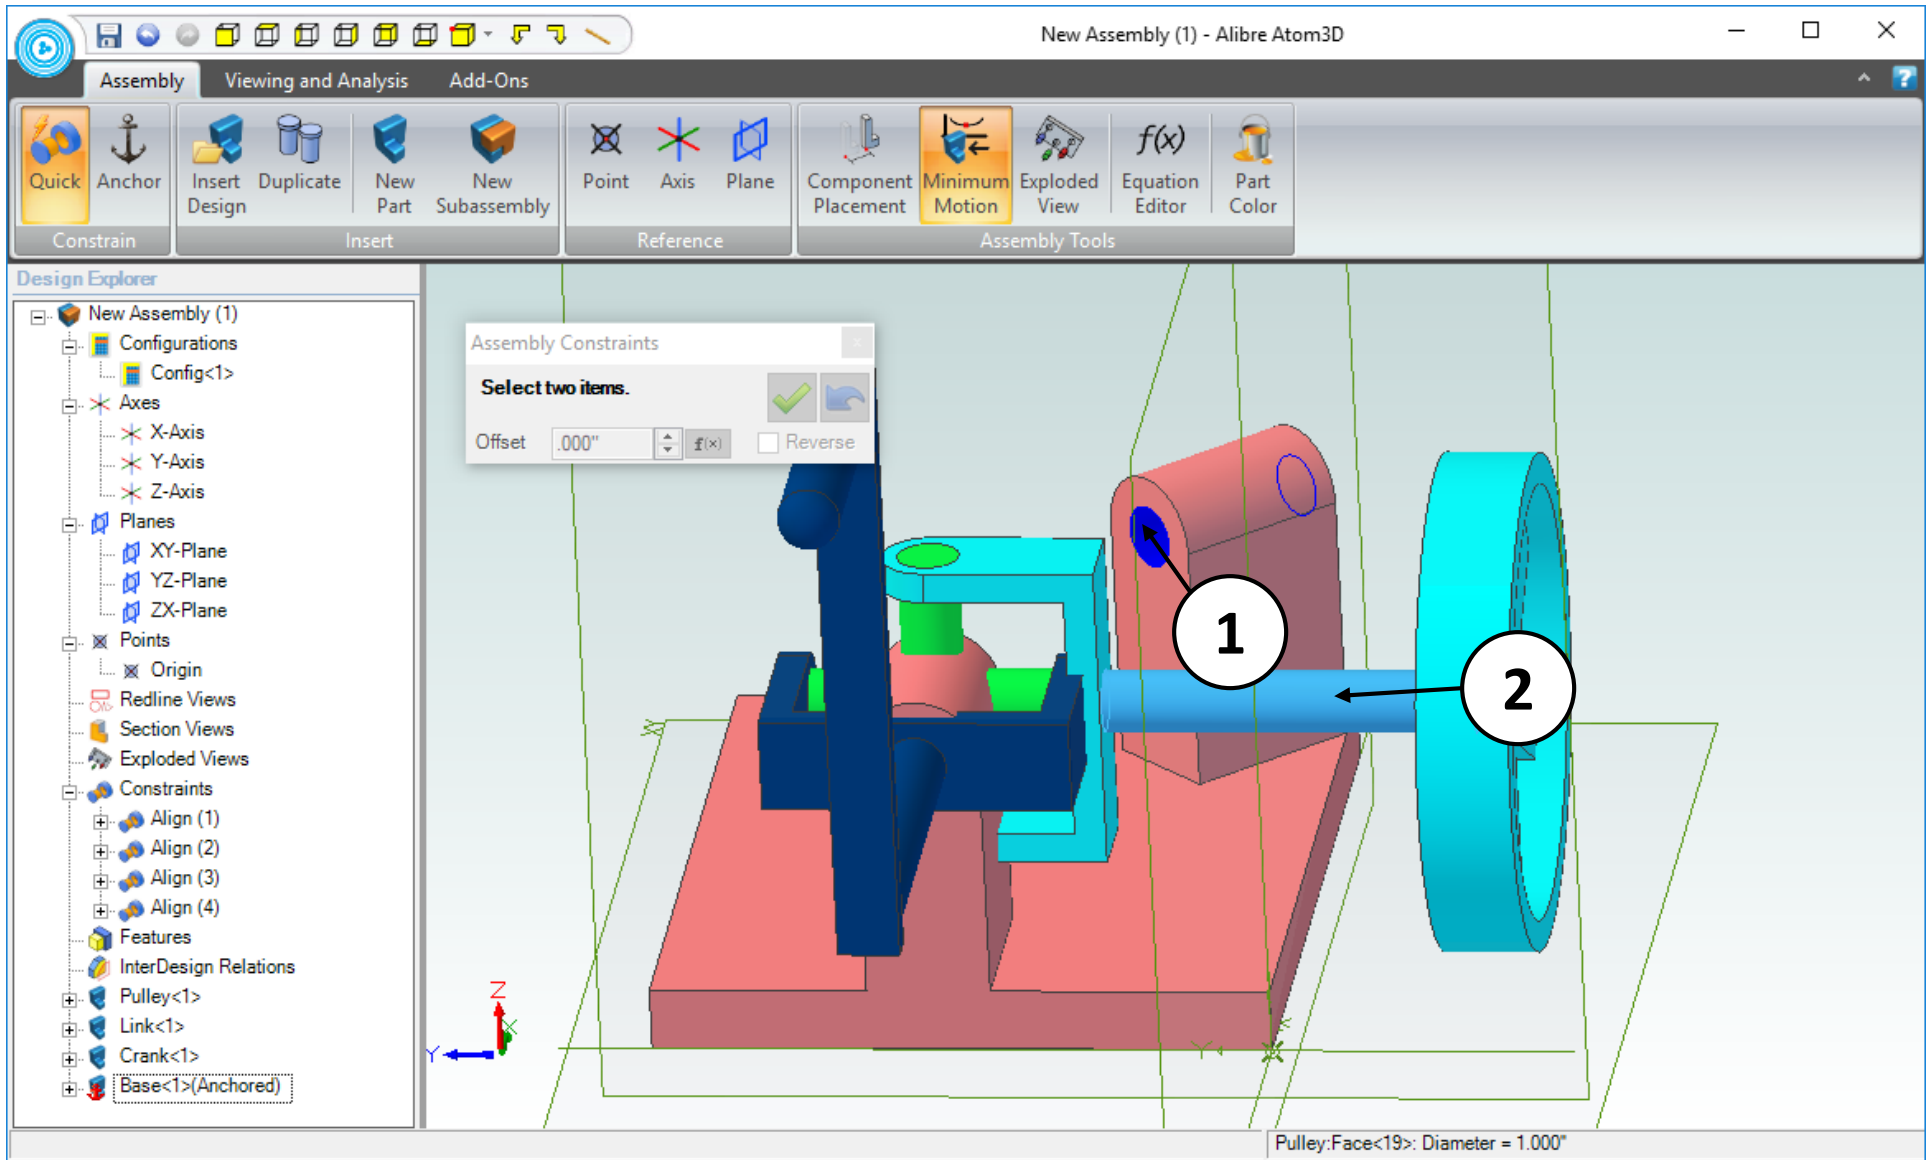 New Assembly (1) - Alibre Atom3D
Assembly Viewing and Analysis Add-Ons
?
Quick Anchor Insert Design Duplicate New Part New Subassembly Point Axis Plane Component Placement Minimum Motion Exploded View f(x) Equation Editor Part Color
Constrain Insert Reference Assembly Tools
Design Explorer
New Assembly (1)
Configurations
Config<1>
Axes
X-Axis
Y-Axis
Z-Axis
Planes
XY-Plane
YZ-Plane
ZX-Plane
Points
Origin
Redline Views
Section Views
Exploded Views
Constraints
Align (1)
Align (2)
Align (3)
Align (4)
Features
InterDesign Relations
Pulley<1>
Link<1>
Crank<1>
Base<1>(Anchored)
Assembly Constraints
Select two items.
Offset .000" f(x) Reverse
1
2
Z
X
Y
Y
Pulley:Face<19>: Diameter = 1.000"